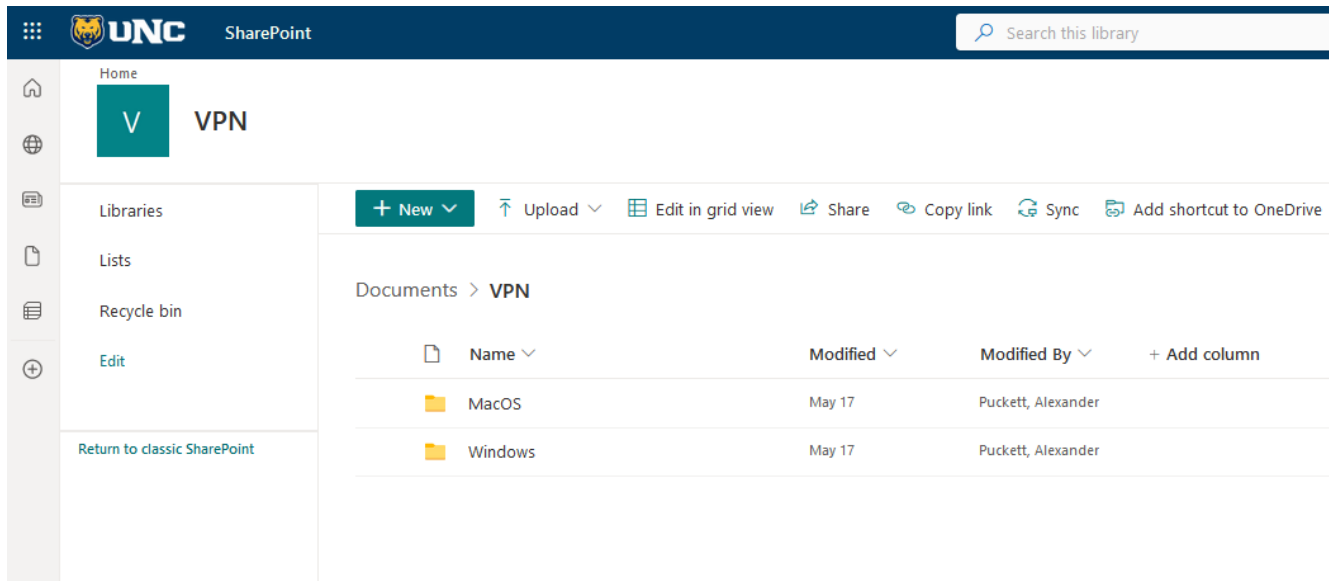 UNC SharePoint Search this library
Home
V VPN
Libraries
Lists
Recycle bin
Edit
Return to classic SharePoint
+ New Upload Edit in grid view Share Copy link Sync Add shortcut to OneDrive
Documents > VPN
Name Modified Modified By + Add column
MacOS May 17 Puckett, Alexander
Windows May 17 Puckett, Alexander